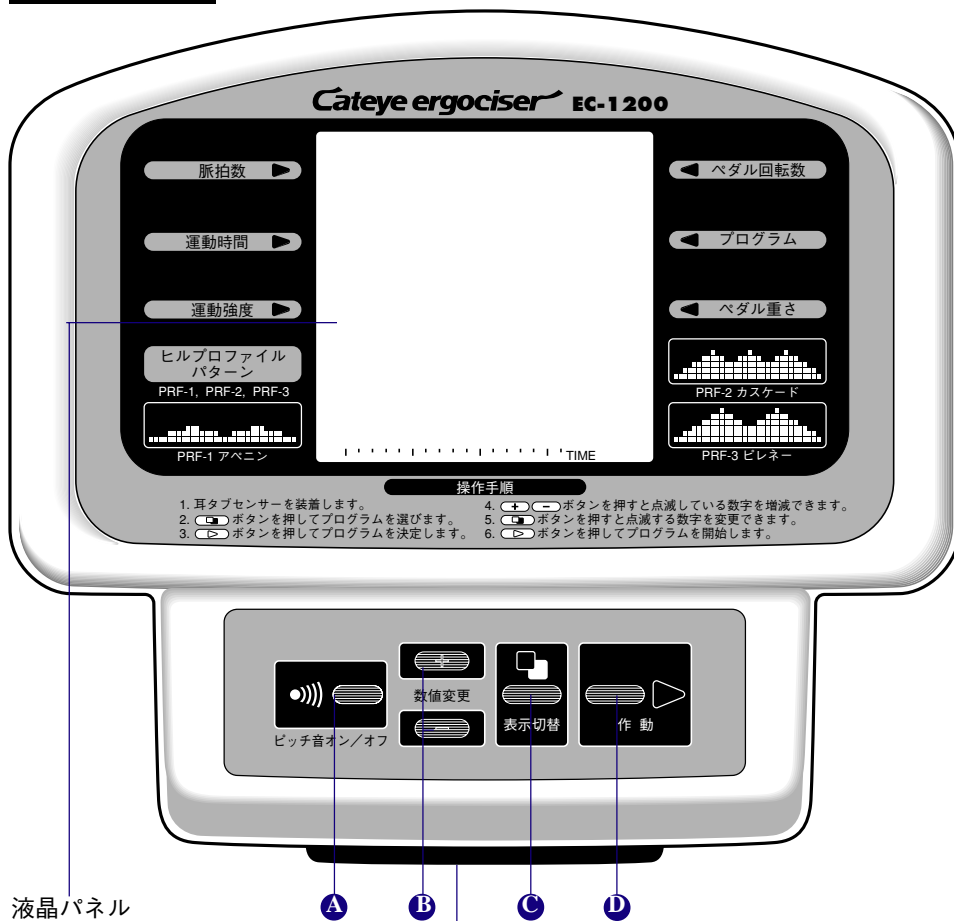 Cateye ergociser EC-1200
脈拍数
運動時間
運動強度
ヒルプロファイル
パターン
PRF-1, PRF-2, PRF-3
PRF-1 アペニン
TIME
ペダル回転数
プログラム
ペダル重さ
PRF-2 カスケード
PRF-3 ピレネー
操作手順
1. 耳タブセンサーを装着します。
2. ボタンを押してプログラムを選びます。
3. ボタンを押してプログラムを決定します。
4. + − ボタンを押すと点滅している数字を増減できます。
5. ボタンを押すと点滅する数字を変更できます。
6. ボタンを押してプログラムを開始します。
ピッチ音オン／オフ
+
数値変更
−
表示切替
作 動
液晶パネル
A B C D